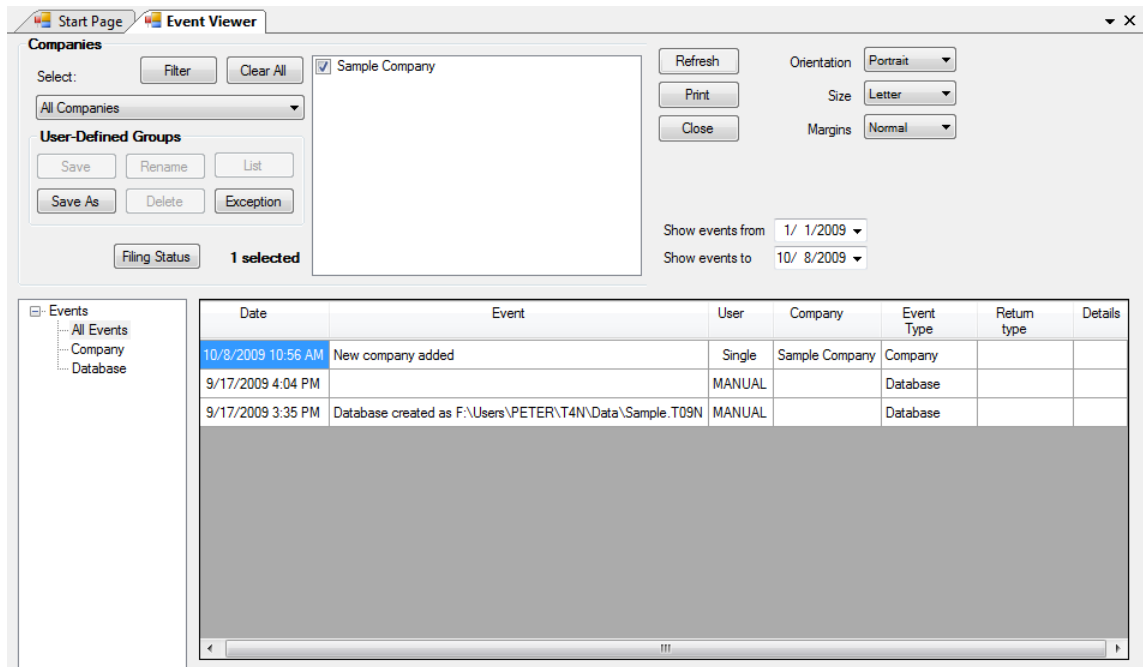 Start Page
Event Viewer
Companies
Select:
Filter
Clear All
All Companies
User-Defined Groups
Save
Rename
List
Save As
Delete
Exception
Filing Status
1 selected
Sample Company
Refresh
Print
Close
Orientation Portrait
Size Letter
Margins Normal
Show events from 1/ 1/2009
Show events to 10/ 8/2009
Events
All Events
Company
Database
Date Event User Company Event Type Return type Details
10/8/2009 10:56 AM New company added Single Sample Company Company
9/17/2009 4:04 PM MANUAL Database
9/17/2009 3:35 PM Database created as F:\Users\PETER\T4N\Data\Sample.T09N MANUAL Database